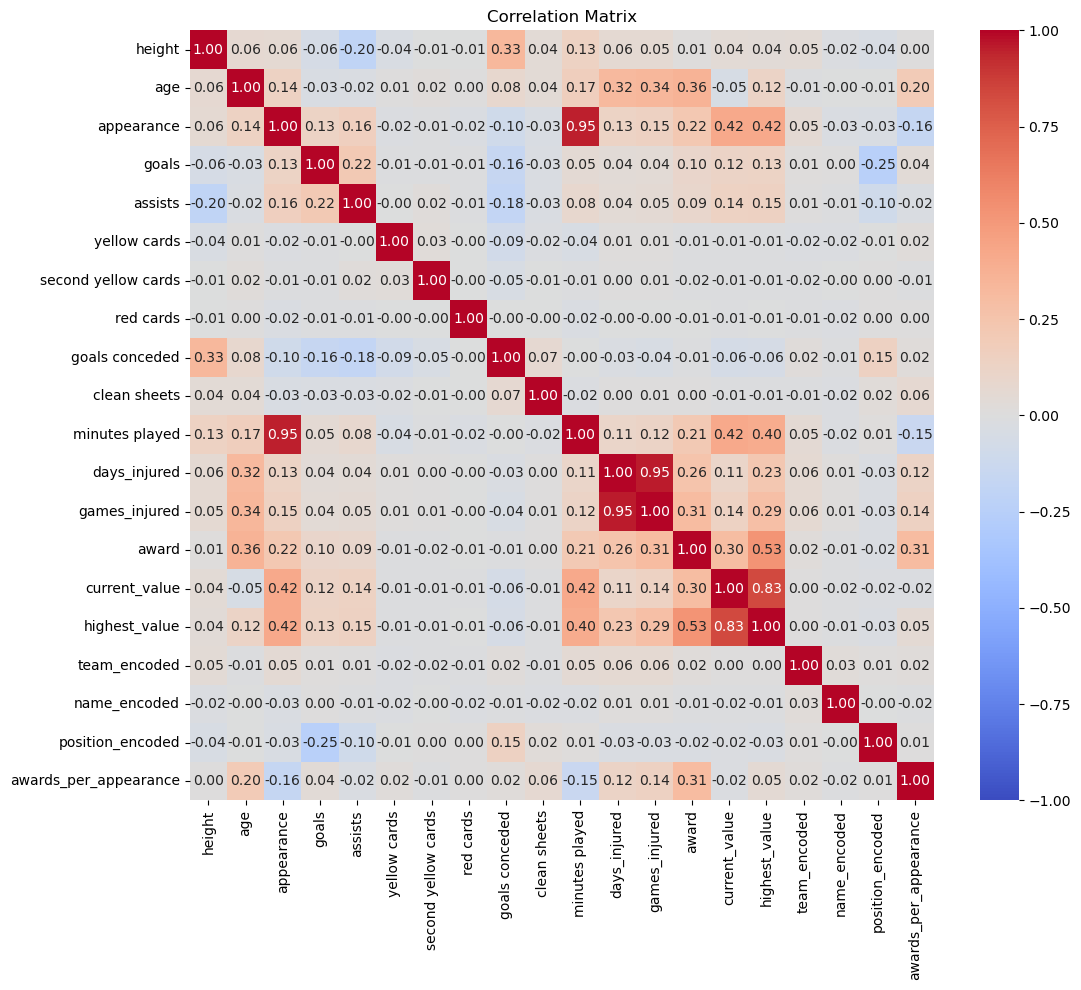 Correlation Matrix
height 1.00 0.06 0.06 -0.06 -0.20 -0.04 -0.01 -0.01 0.33 0.04 0.13 0.06 0.05 0.01 0.04 0.04 0.05 -0.02 -0.04 0.00
age 0.06 1.00 0.14 -0.03 -0.02 0.01 0.02 0.00 0.08 0.04 0.17 0.32 0.34 0.36 -0.05 0.12 -0.01 -0.00 -0.01 0.20
appearance 0.06 0.14 1.00 0.13 0.16 -0.02 -0.01 -0.02 -0.10 -0.03 0.95 0.13 0.15 0.22 0.42 0.42 0.05 -0.03 -0.03 -0.16
goals -0.06 -0.03 0.13 1.00 0.22 -0.01 -0.01 -0.01 -0.16 -0.03 0.05 0.04 0.04 0.10 0.12 0.13 0.01 0.00 -0.25 0.04
assists -0.20 -0.02 0.16 0.22 1.00 -0.00 0.02 -0.01 -0.18 -0.03 0.08 0.04 0.05 0.09 0.14 0.15 0.01 -0.01 -0.10 -0.02
yellow cards -0.04 0.01 -0.02 -0.01 -0.00 1.00 0.03 -0.00 -0.09 -0.02 -0.04 0.01 0.01 -0.01 -0.01 -0.01 -0.02 -0.02 -0.01 0.02
second yellow cards -0.01 0.02 -0.01 -0.01 0.02 0.03 1.00 -0.00 -0.05 -0.01 -0.01 0.00 0.01 -0.02 -0.01 -0.01 -0.02 -0.00 0.00 -0.01
red cards -0.01 0.00 -0.02 -0.01 -0.01 -0.00 -0.00 1.00 -0.00 -0.00 -0.02 -0.00 -0.00 -0.01 -0.01 -0.01 -0.01 -0.02 0.00 0.00
goals conceded 0.33 0.08 -0.10 -0.16 -0.18 -0.09 -0.05 -0.00 1.00 0.07 -0.00 -0.03 -0.04 -0.01 -0.06 -0.06 0.02 -0.01 0.15 0.02
clean sheets 0.04 0.04 -0.03 -0.03 -0.03 -0.02 -0.01 -0.00 0.07 1.00 -0.02 0.00 0.01 0.00 -0.01 -0.01 -0.01 -0.02 0.02 0.06
minutes played 0.13 0.17 0.95 0.05 0.08 -0.04 -0.01 -0.02 -0.00 -0.02 1.00 0.11 0.12 0.21 0.42 0.40 0.05 -0.02 0.01 -0.15
days_injured 0.06 0.32 0.13 0.04 0.04 0.01 0.00 -0.00 -0.03 0.00 0.11 1.00 0.95 0.26 0.11 0.23 0.06 0.01 -0.03 0.12
games_injured 0.05 0.34 0.15 0.04 0.05 0.01 0.01 -0.00 -0.04 0.01 0.12 0.95 1.00 0.31 0.14 0.29 0.06 0.01 -0.03 0.14
award 0.01 0.36 0.22 0.10 0.09 -0.01 -0.02 -0.01 -0.01 0.00 0.21 0.26 0.31 1.00 0.30 0.53 0.02 -0.01 -0.02 0.31
current_value 0.04 -0.05 0.42 0.12 0.14 -0.01 -0.01 -0.01 -0.06 -0.01 0.42 0.11 0.14 0.30 1.00 0.83 0.00 -0.02 -0.02 -0.02
highest_value 0.04 0.12 0.42 0.13 0.15 -0.01 -0.01 -0.01 -0.06 -0.01 0.40 0.23 0.29 0.53 0.83 1.00 0.00 -0.01 -0.03 0.05
team_encoded 0.05 -0.01 0.05 0.01 0.01 -0.02 -0.02 -0.01 0.02 -0.01 0.05 0.06 0.06 0.02 0.00 0.00 1.00 0.03 0.01 0.02
name_encoded -0.02 -0.00 -0.03 0.00 -0.01 -0.02 -0.00 -0.02 -0.01 -0.02 -0.02 0.01 0.01 -0.01 -0.02 -0.01 0.03 1.00 -0.00 -0.02
position_encoded -0.04 -0.01 -0.03 -0.25 -0.10 -0.01 0.00 0.00 0.15 0.02 0.01 -0.03 -0.03 -0.02 -0.02 -0.03 0.01 -0.00 1.00 0.01
awards_per_appearance 0.00 0.20 -0.16 0.04 -0.02 0.02 -0.01 0.00 0.02 0.06 -0.15 0.12 0.14 0.31 -0.02 0.05 0.02 -0.02 0.01 1.00
height
age
appearance
goals
assists
yellow cards
second yellow cards
red cards
goals conceded
clean sheets
minutes played
days_injured
games_injured
award
current_value
highest_value
team_encoded
name_encoded
position_encoded
awards_per_appearance
1.00
0.75
0.50
0.25
0.00
−0.25
−0.50
−0.75
−1.00